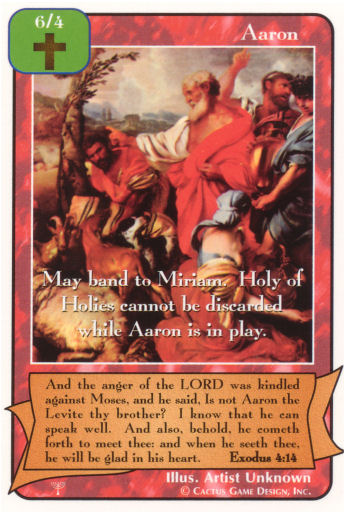 6/4
Aaron
May band to Miriam. Holy of
Holies cannot be discarded
while Aaron is in play.
And the anger of the LORD was kindled
against Moses, and he said, Is not Aaron the
Levite thy brother? I know that he can
speak well. And also, behold, he cometh
forth to meet thee: and when he seeth thee,
he will be glad in his heart. Exodus 4:14
Illus. Artist Unknown
© CACTUS GAME DESIGN, INC.